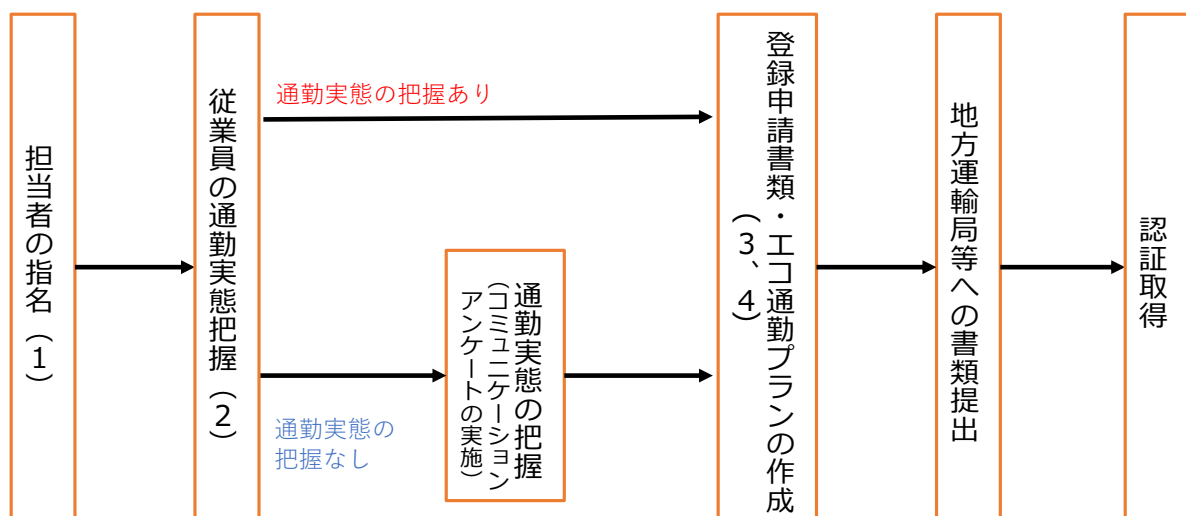 担当者の指名（１）
従業員の通勤実態把握（２）
通勤実態の把握あり
通勤実態の
把握なし
通勤実態の把握
（コミュニケーション
アンケートの実施）
登録申請書類・エコ通勤プランの作成
（３、４）
地方運輸局等への書類提出
認証取得